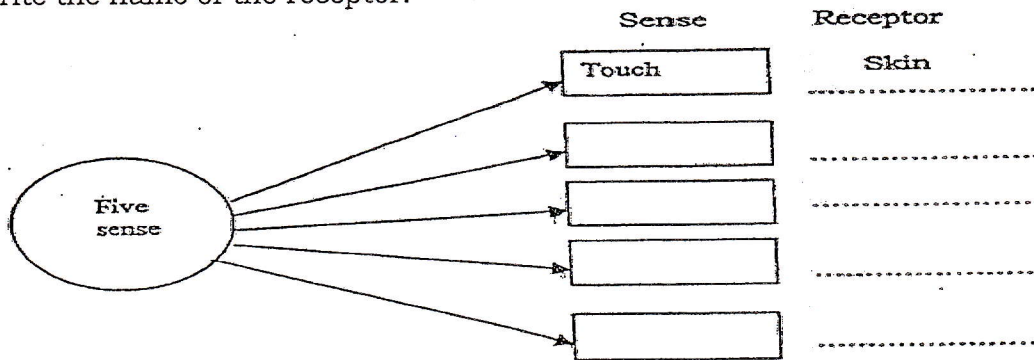 rite the name of the receptor.
Sense Receptor
Touch Skin
Five
sense